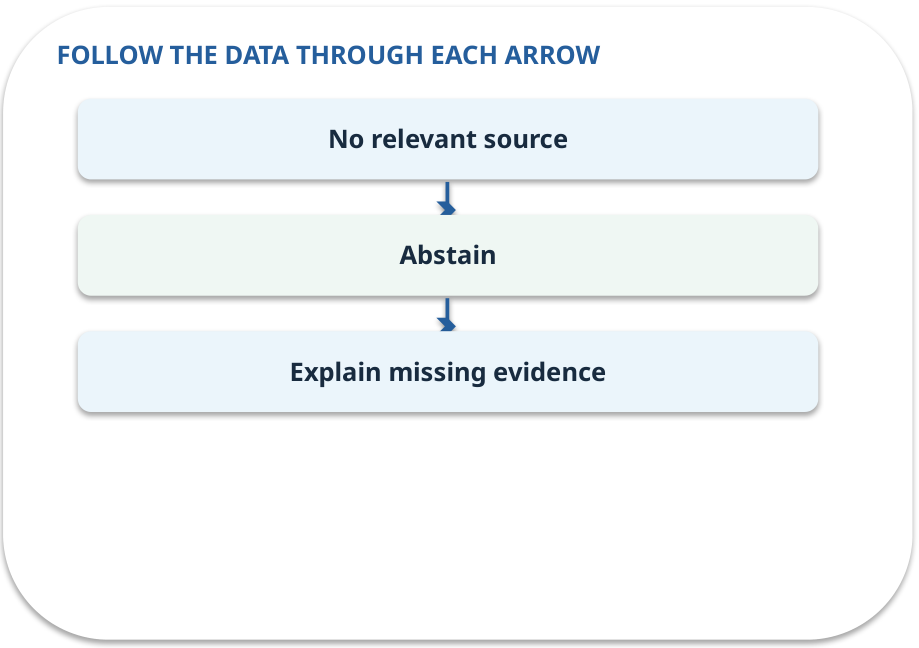 FOLLOW THE DATA THROUGH EACH ARROW
No relevant source
Abstain
Explain missing evidence